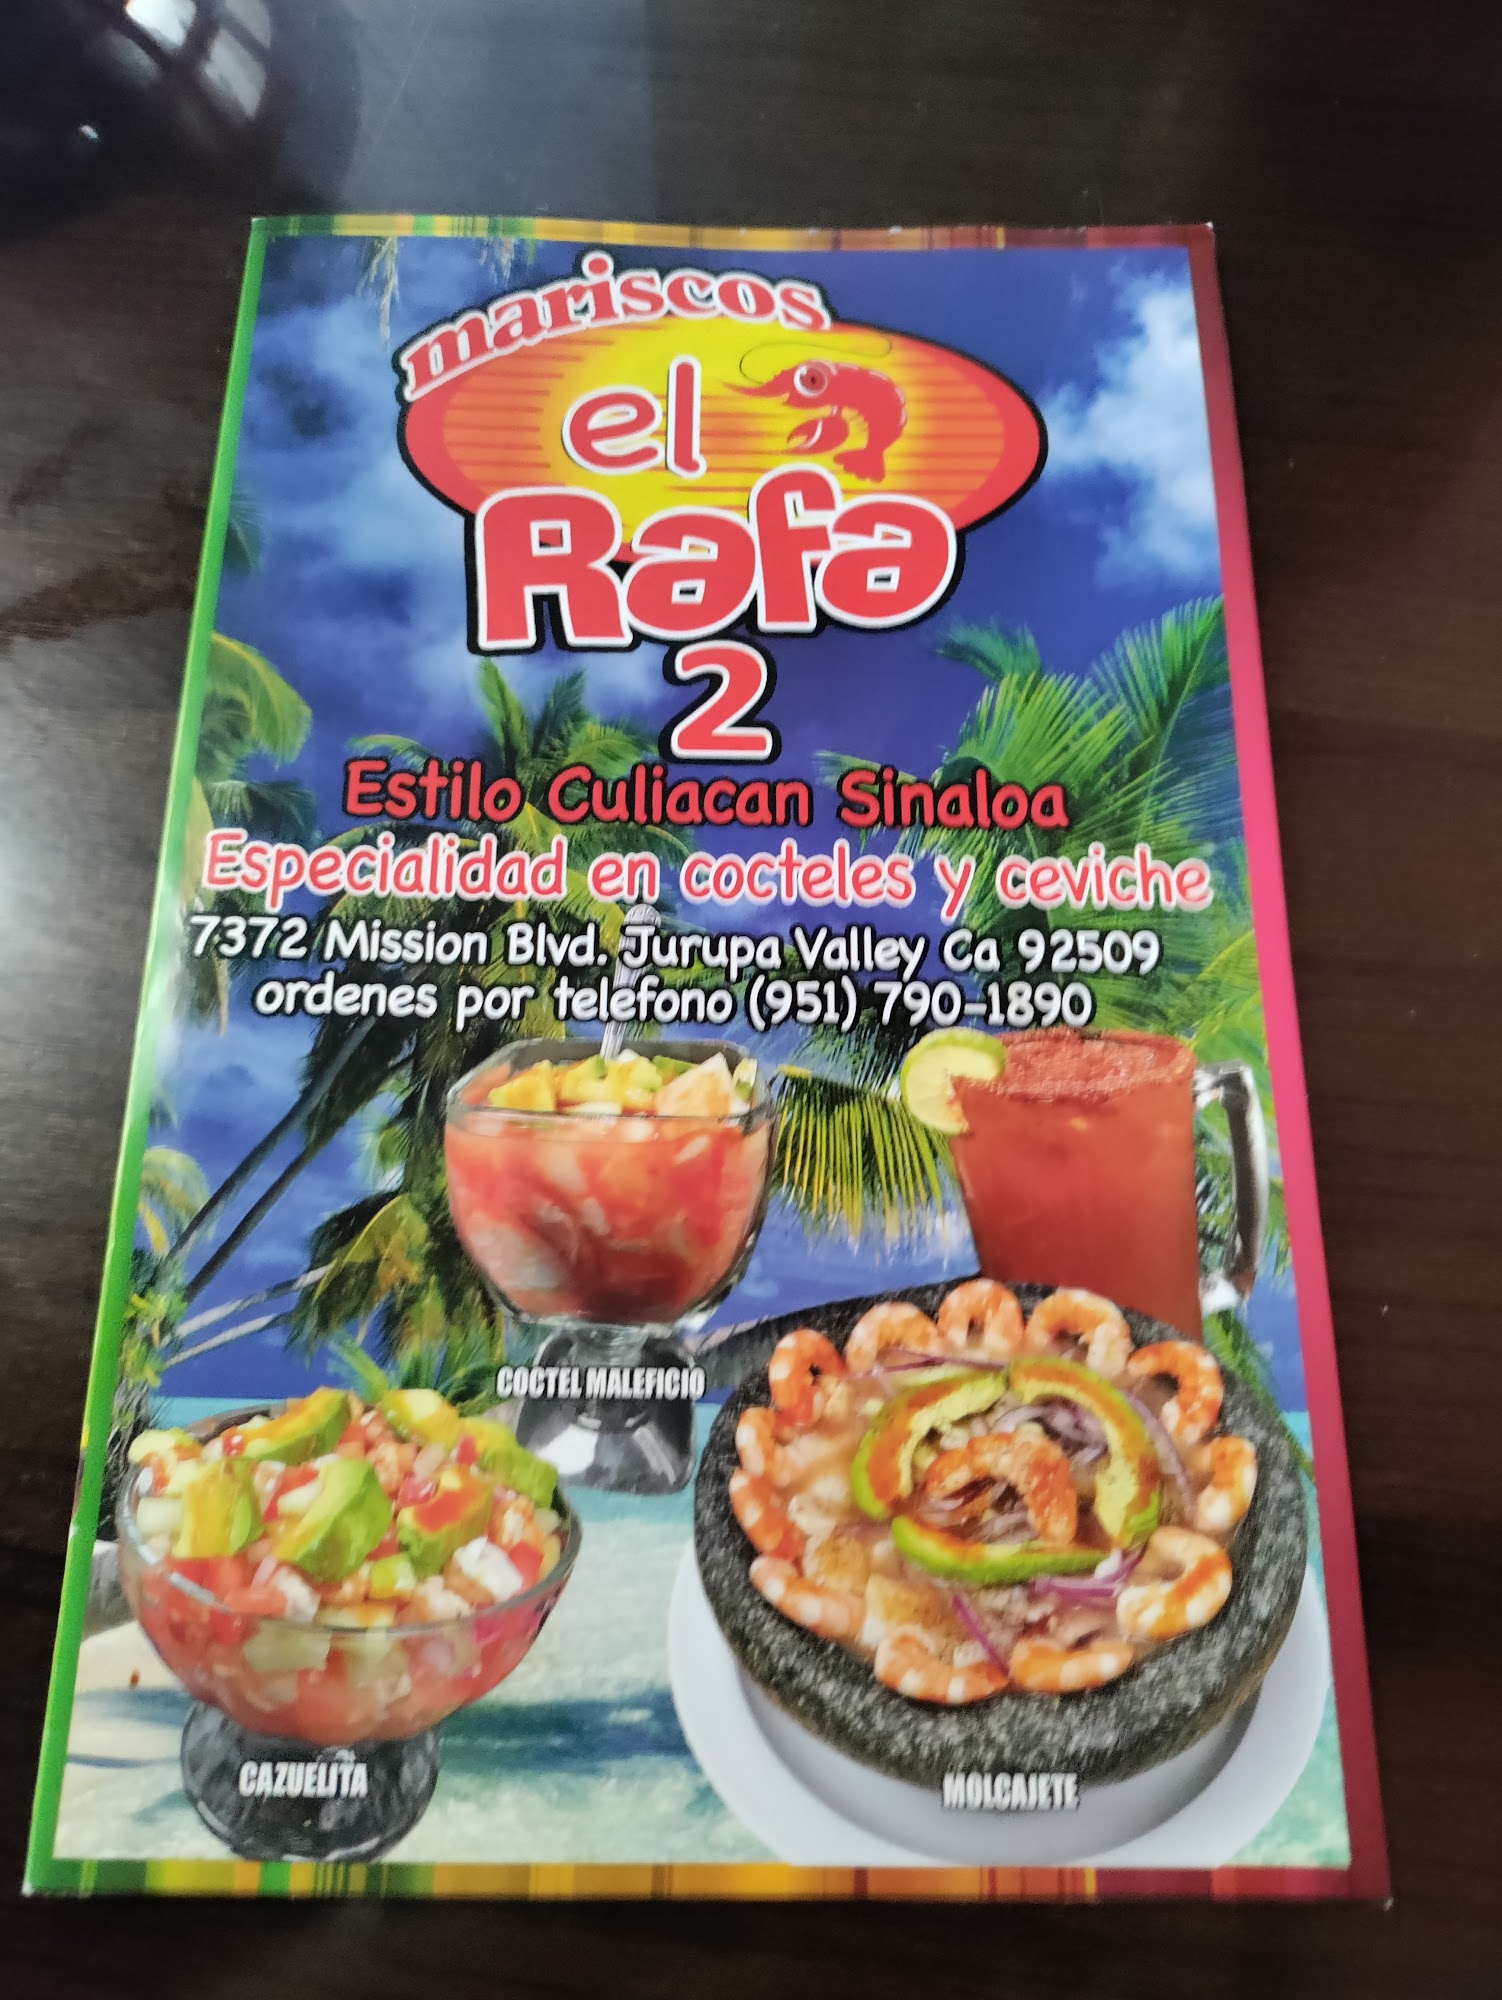 mariscos
el
Rafa
2
Estilo Culiacan Sinaloa
Especialidad en cocteles y ceviche
7372 Mission Blvd. Jurupa Valley Ca 92509
ordenes por telefono (951) 790-1890
COCTEL MALEFICIO
CAZUELITA
MOLCAJETE